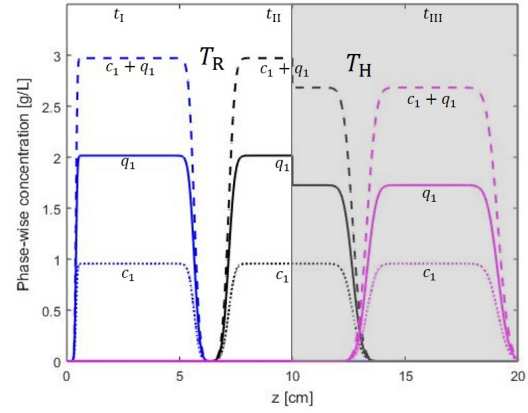 t_I t_II t_III
3
2.5
2
1.5
1
0.5
0
Phase-wise concentration [g/L]
T_R
T_H
c_1 + q_1
c_1 + q_1
c_1 + q_1
q_1
q_1
q_1
c_1
c_1
c_1
0 5 10 15 20
z [cm]